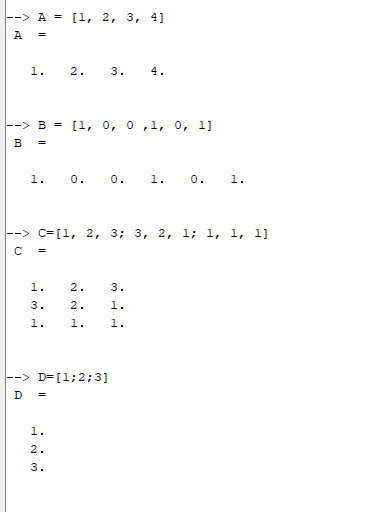 --> A = [1, 2, 3, 4]
A  =
1.   2.   3.   4.
--> B = [1, 0, 0 ,1, 0, 1]
B  =
1.   0.   0.   1.   0.   1.
--> C=[1, 2, 3; 3, 2, 1; 1, 1, 1]
C  =
1.   2.   3.
3.   2.   1.
1.   1.   1.
--> D=[1;2;3]
D  =
1.
2.
3.